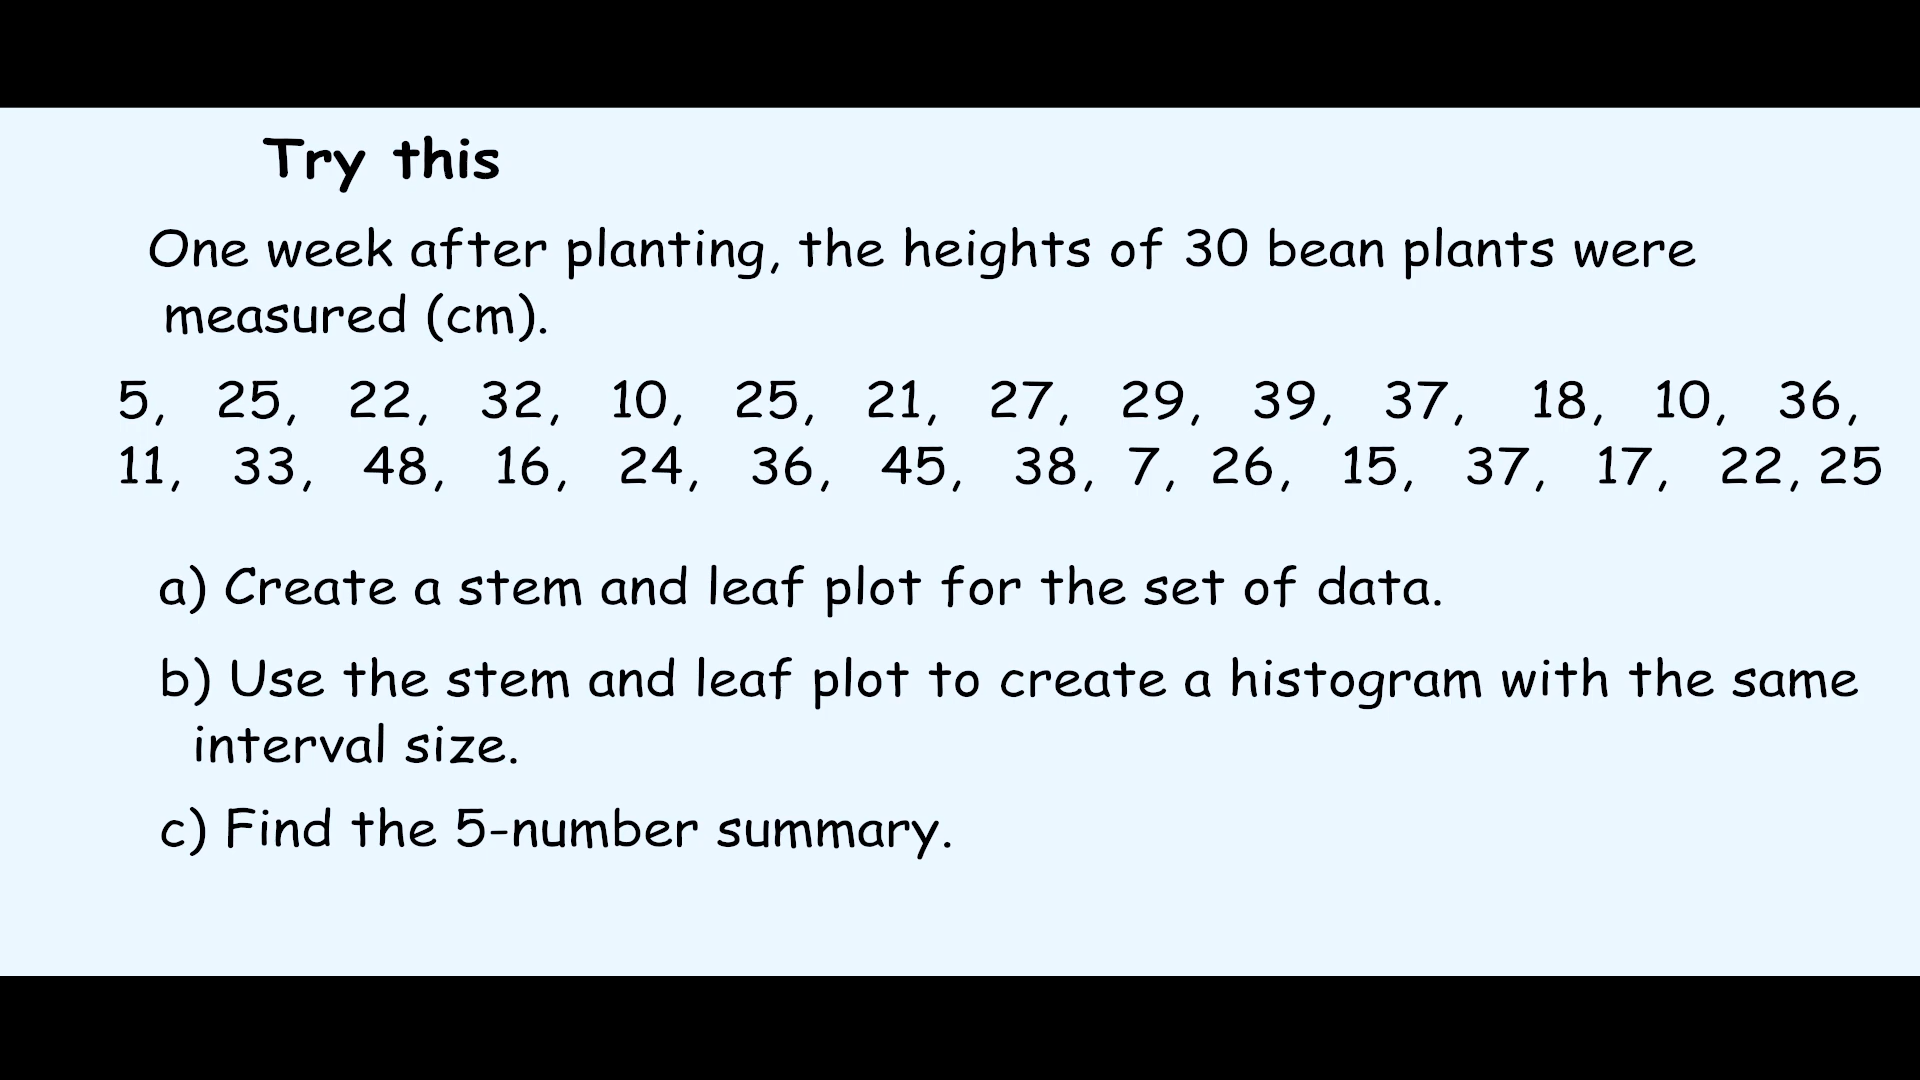 Try this
One week after planting, the heights of 30 bean plants were
measured (cm).
5, 25, 22, 32, 10, 25, 21, 27, 29, 39, 37, 18, 10, 36,
11, 33, 48, 16, 24, 36, 45, 38, 7, 26, 15, 37, 17, 22, 25
a) Create a stem and leaf plot for the set of data.
b) Use the stem and leaf plot to create a histogram with the same
interval size.
c) Find the 5-number summary.